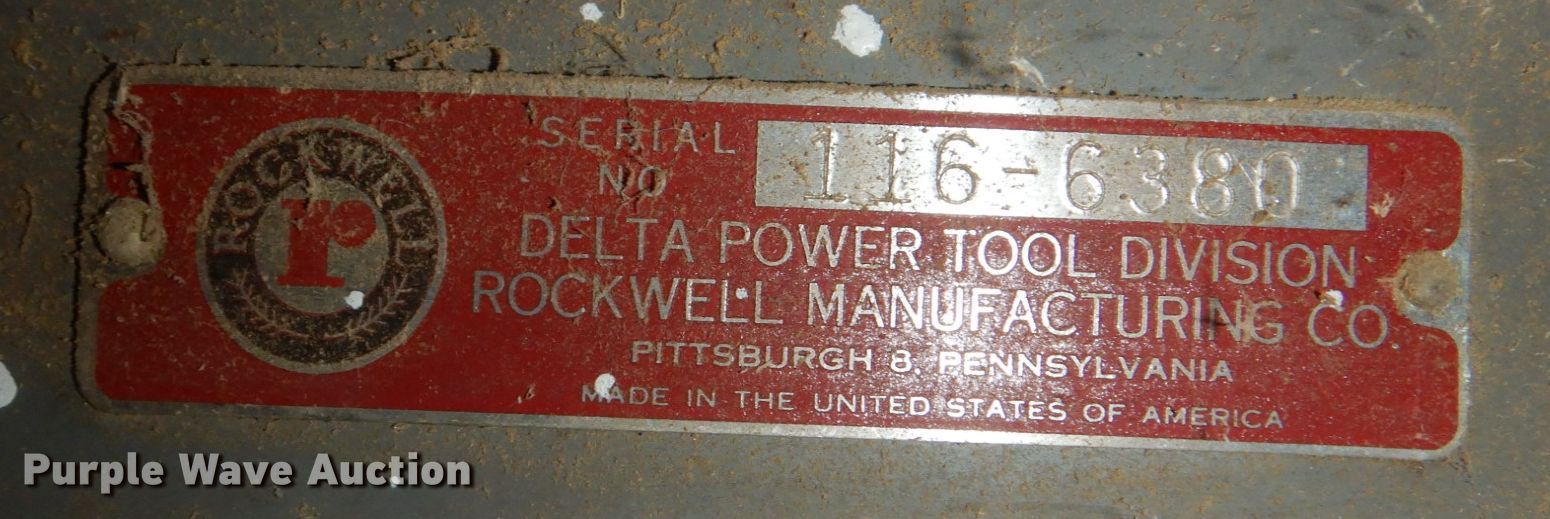 ROCKWELL
r
SERIAL
NO
116-6380
DELTA POWER TOOL DIVISION
ROCKWELL MANUFACTURING CO.
PITTSBURGH 8, PENNSYLVANIA
MADE IN THE UNITED STATES OF AMERICA
Purple Wave Auction